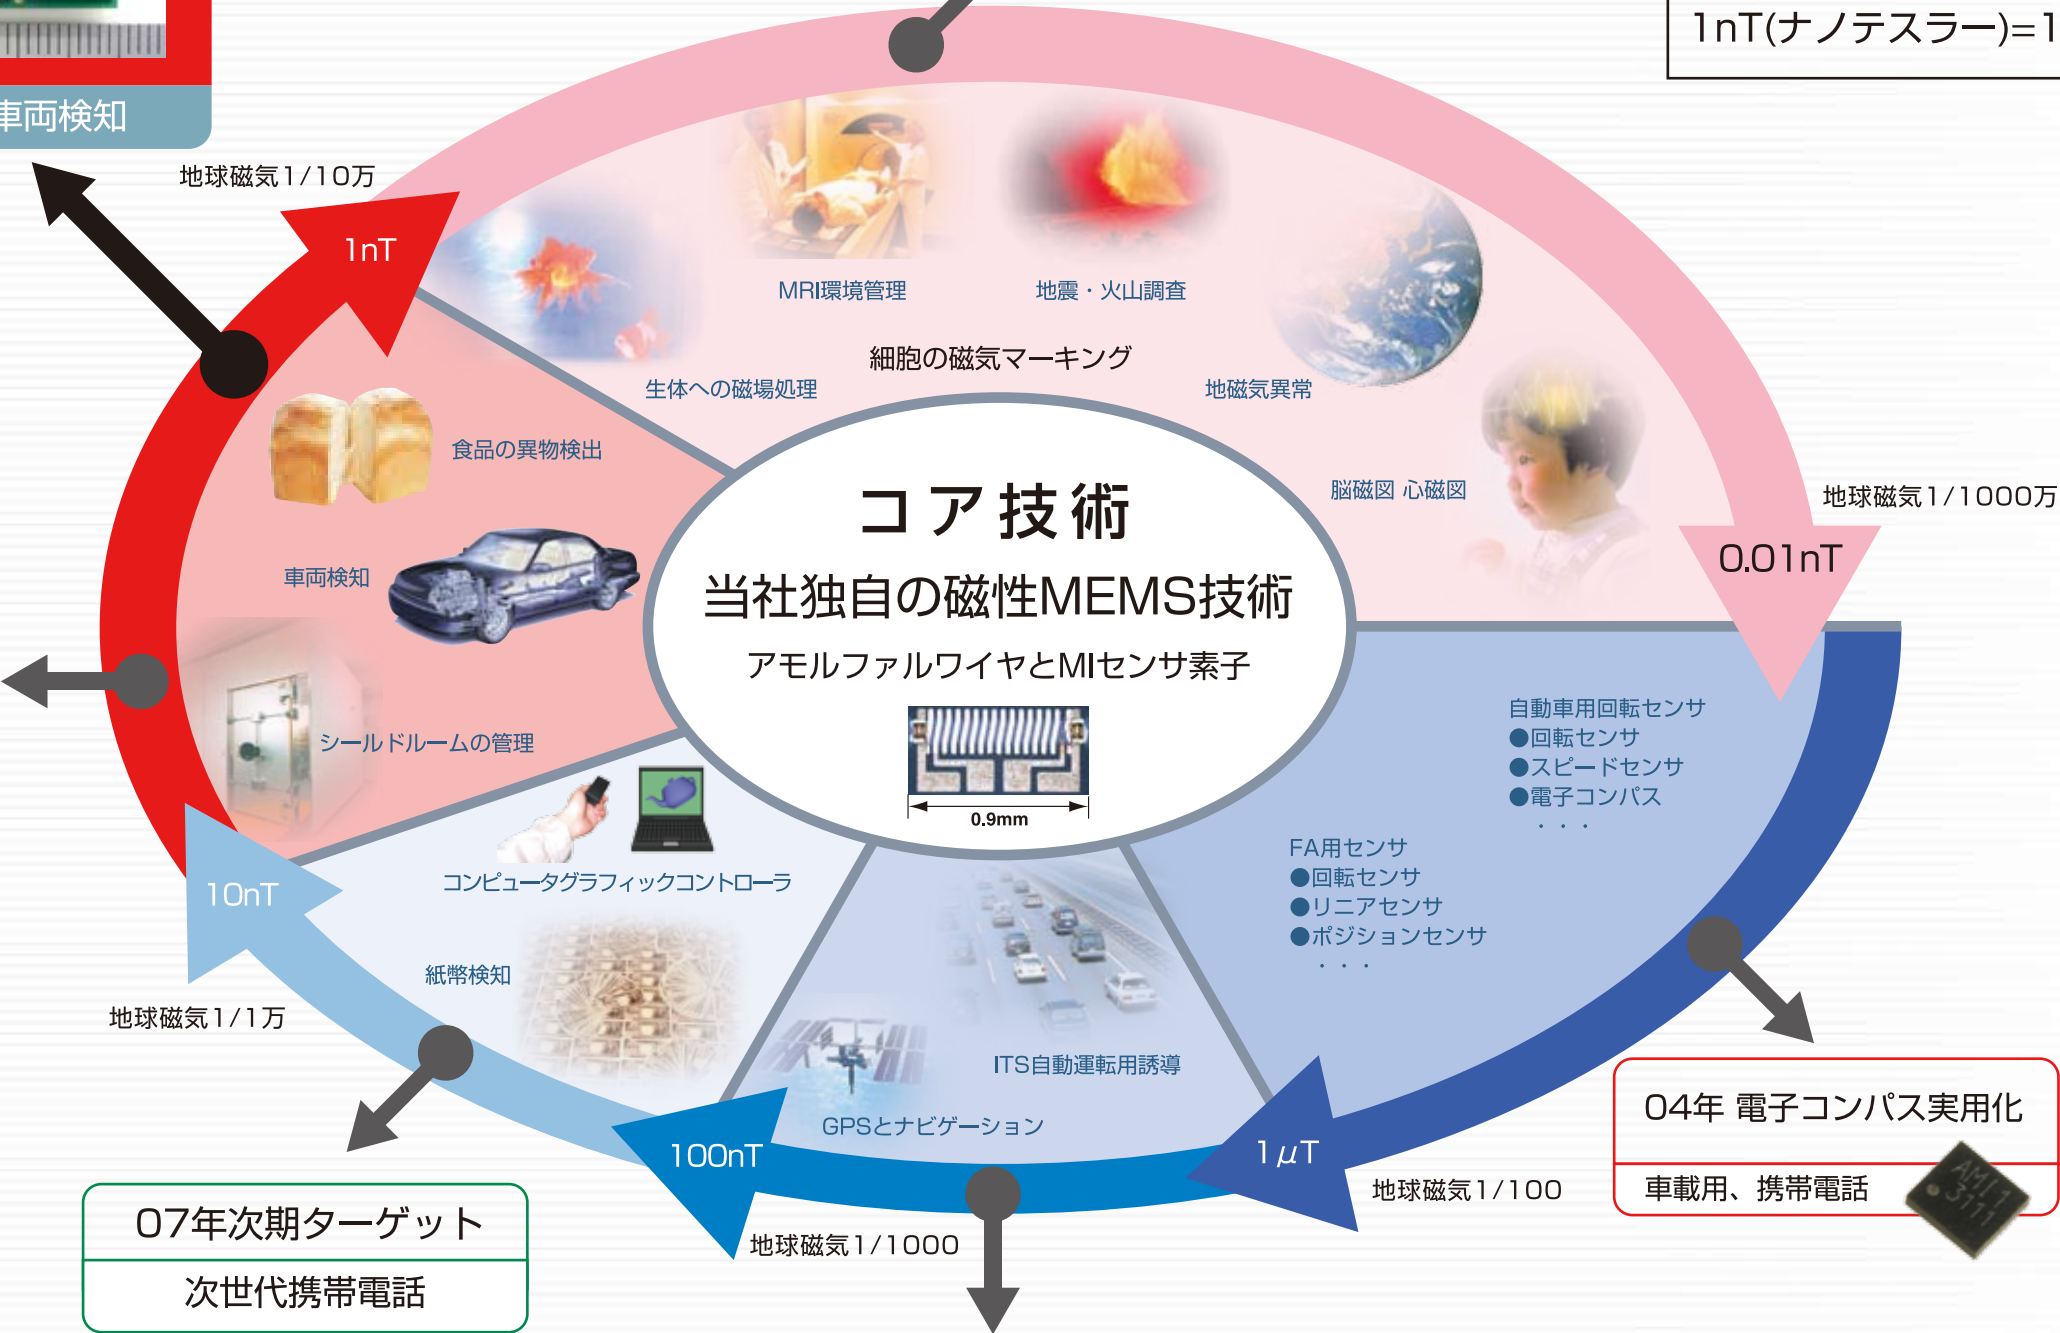 1nT(ナノテスラー)=1
車両検知
地球磁気1/10万
1nT
MRI環境管理
地震・火山調査
細胞の磁気マーキング
生体への磁場処理
地磁気異常
食品の異物検出
脳磁図 心磁図
地球磁気1/1000万
0.01nT
コア技術
当社独自の磁性MEMS技術
アモルファルワイヤとMIセンサ素子
0.9mm
車両検知
シールドルームの管理
自動車用回転センサ
●回転センサ
●スピードセンサ
●電子コンパス
・・・
FA用センサ
●回転センサ
●リニアセンサ
●ポジションセンサ
・・・
10nT
コンピュータグラフィックコントローラ
紙幣検知
地球磁気1/1万
ITS自動運転用誘導
GPSとナビゲーション
100nT
1μT
地球磁気1/100
地球磁気1/1000
04年 電子コンパス実用化
車載用、携帯電話
AMI1
3111
07年次期ターゲット
次世代携帯電話